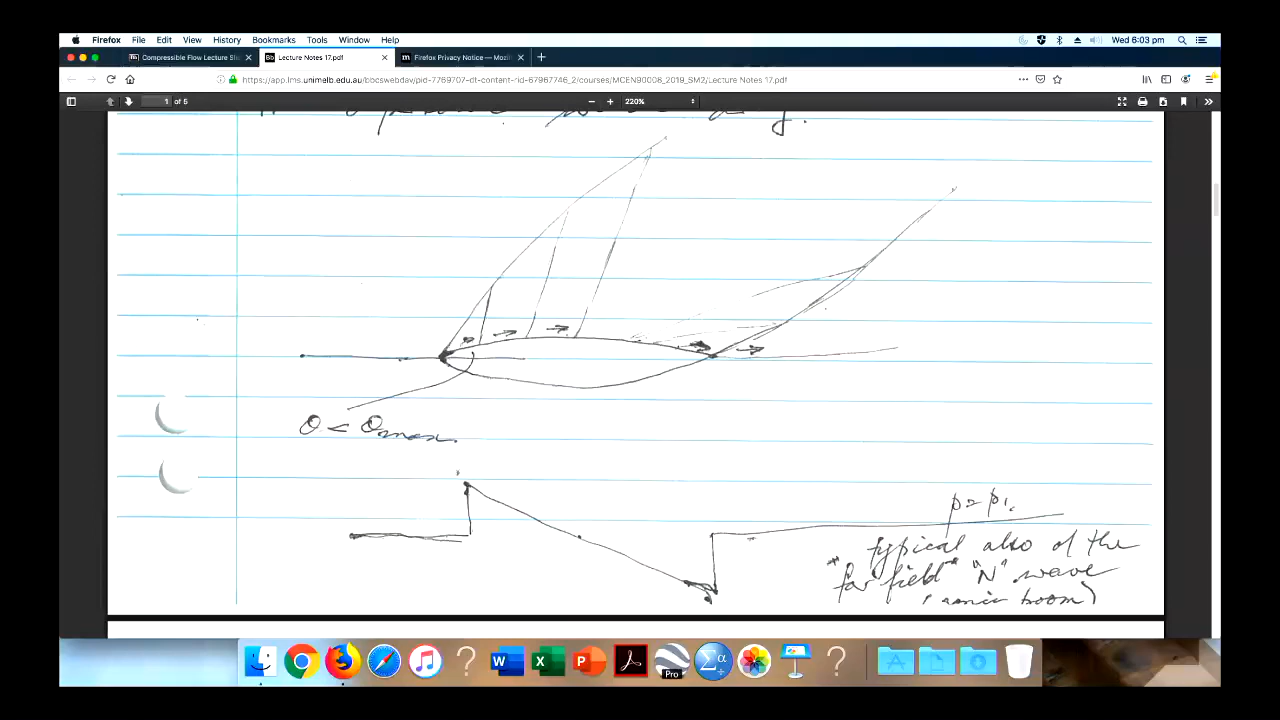 Firefox File Edit View History Bookmarks Tools Window Help
Wed 6:03 pm
Compressible Flow Lecture Sli
Bb Lecture Notes 17.pdf
m Firefox Privacy Notice — Mozil
https://app.lms.unimelb.edu.au/bbcswebdav/pid-7769707-dt-content-rid-67967746_2/courses/MCEN90008_2019_SM2/Lecture Notes 17.pdf
1 of 5
220%
θ < θmax.
p = p1.
typical also of the
"far field" "N" wave
(sonic boom)
W X P Pro Σα